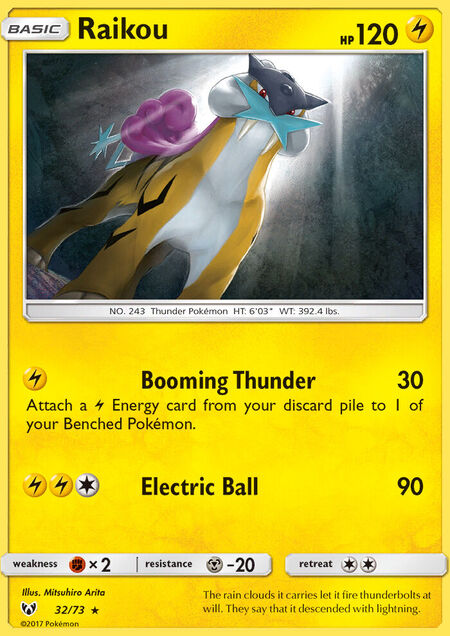 BASIC Raikou HP 120
NO. 243 Thunder Pokémon HT: 6'03" WT: 392.4 lbs.
Booming Thunder 30
Attach a Energy card from your discard pile to 1 of
your Benched Pokémon.
Electric Ball 90
weakness × 2 resistance -20 retreat
Illus. Mitsuhiro Arita
32/73 ★
©2017 Pokémon
The rain clouds it carries let it fire thunderbolts at
will. They say that it descended with lightning.